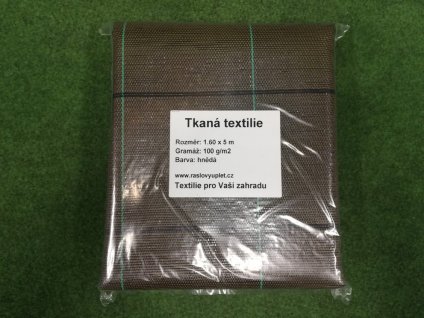 Tkaná textilie
Rozměr: 1.60 x 5 m
Gramáž: 100 g/m2
Barva: hnědá
www.raslovyuplet.cz
Textilie pro Vaši zahradu